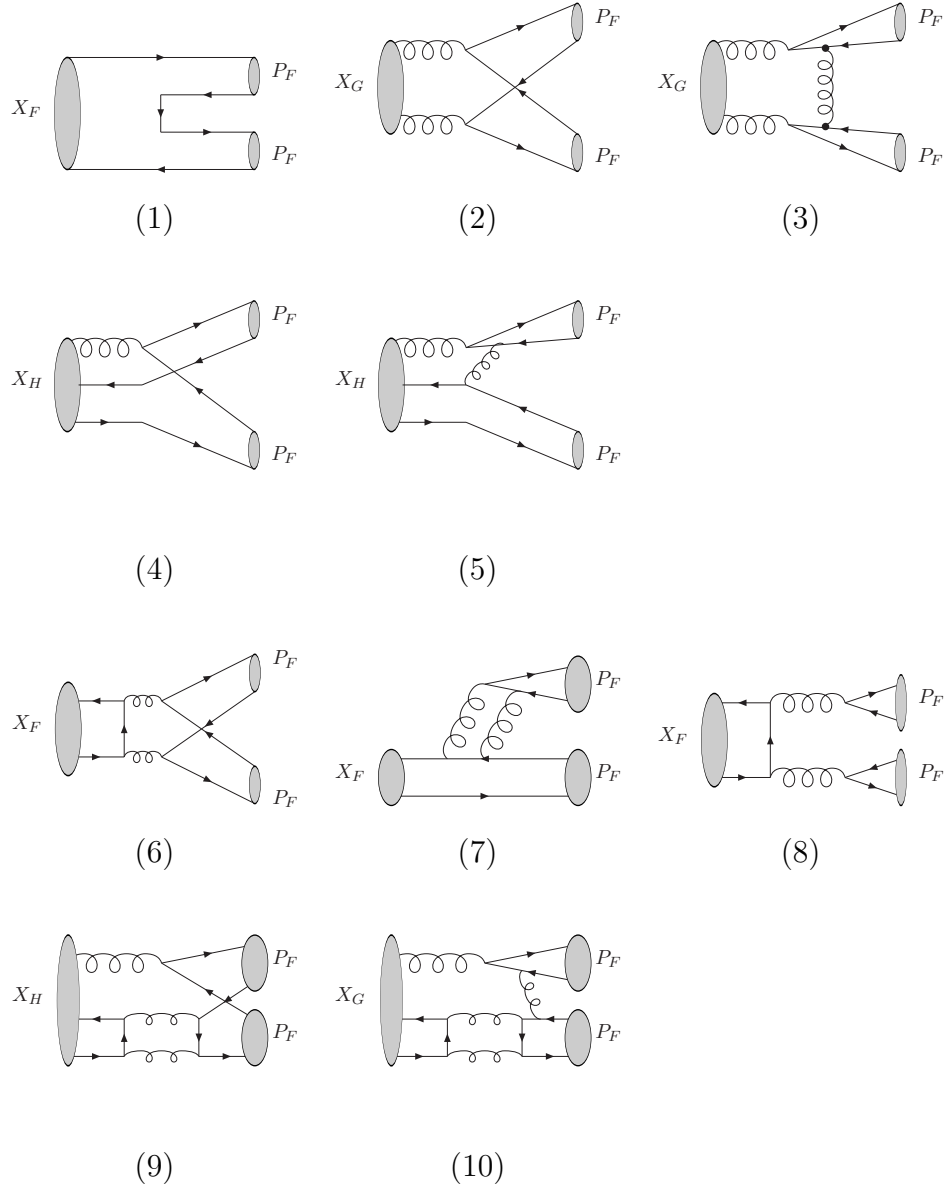 P_F P_F P_F
X_F X_G X_G
P_F P_F P_F
(1) (2) (3)
P_F P_F
X_H X_H
P_F P_F
(4) (5)
P_F P_F P_F
X_F X_F X_F
P_F P_F P_F
(6) (7) (8)
P_F P_F
X_H X_G
P_F P_F
(9) (10)